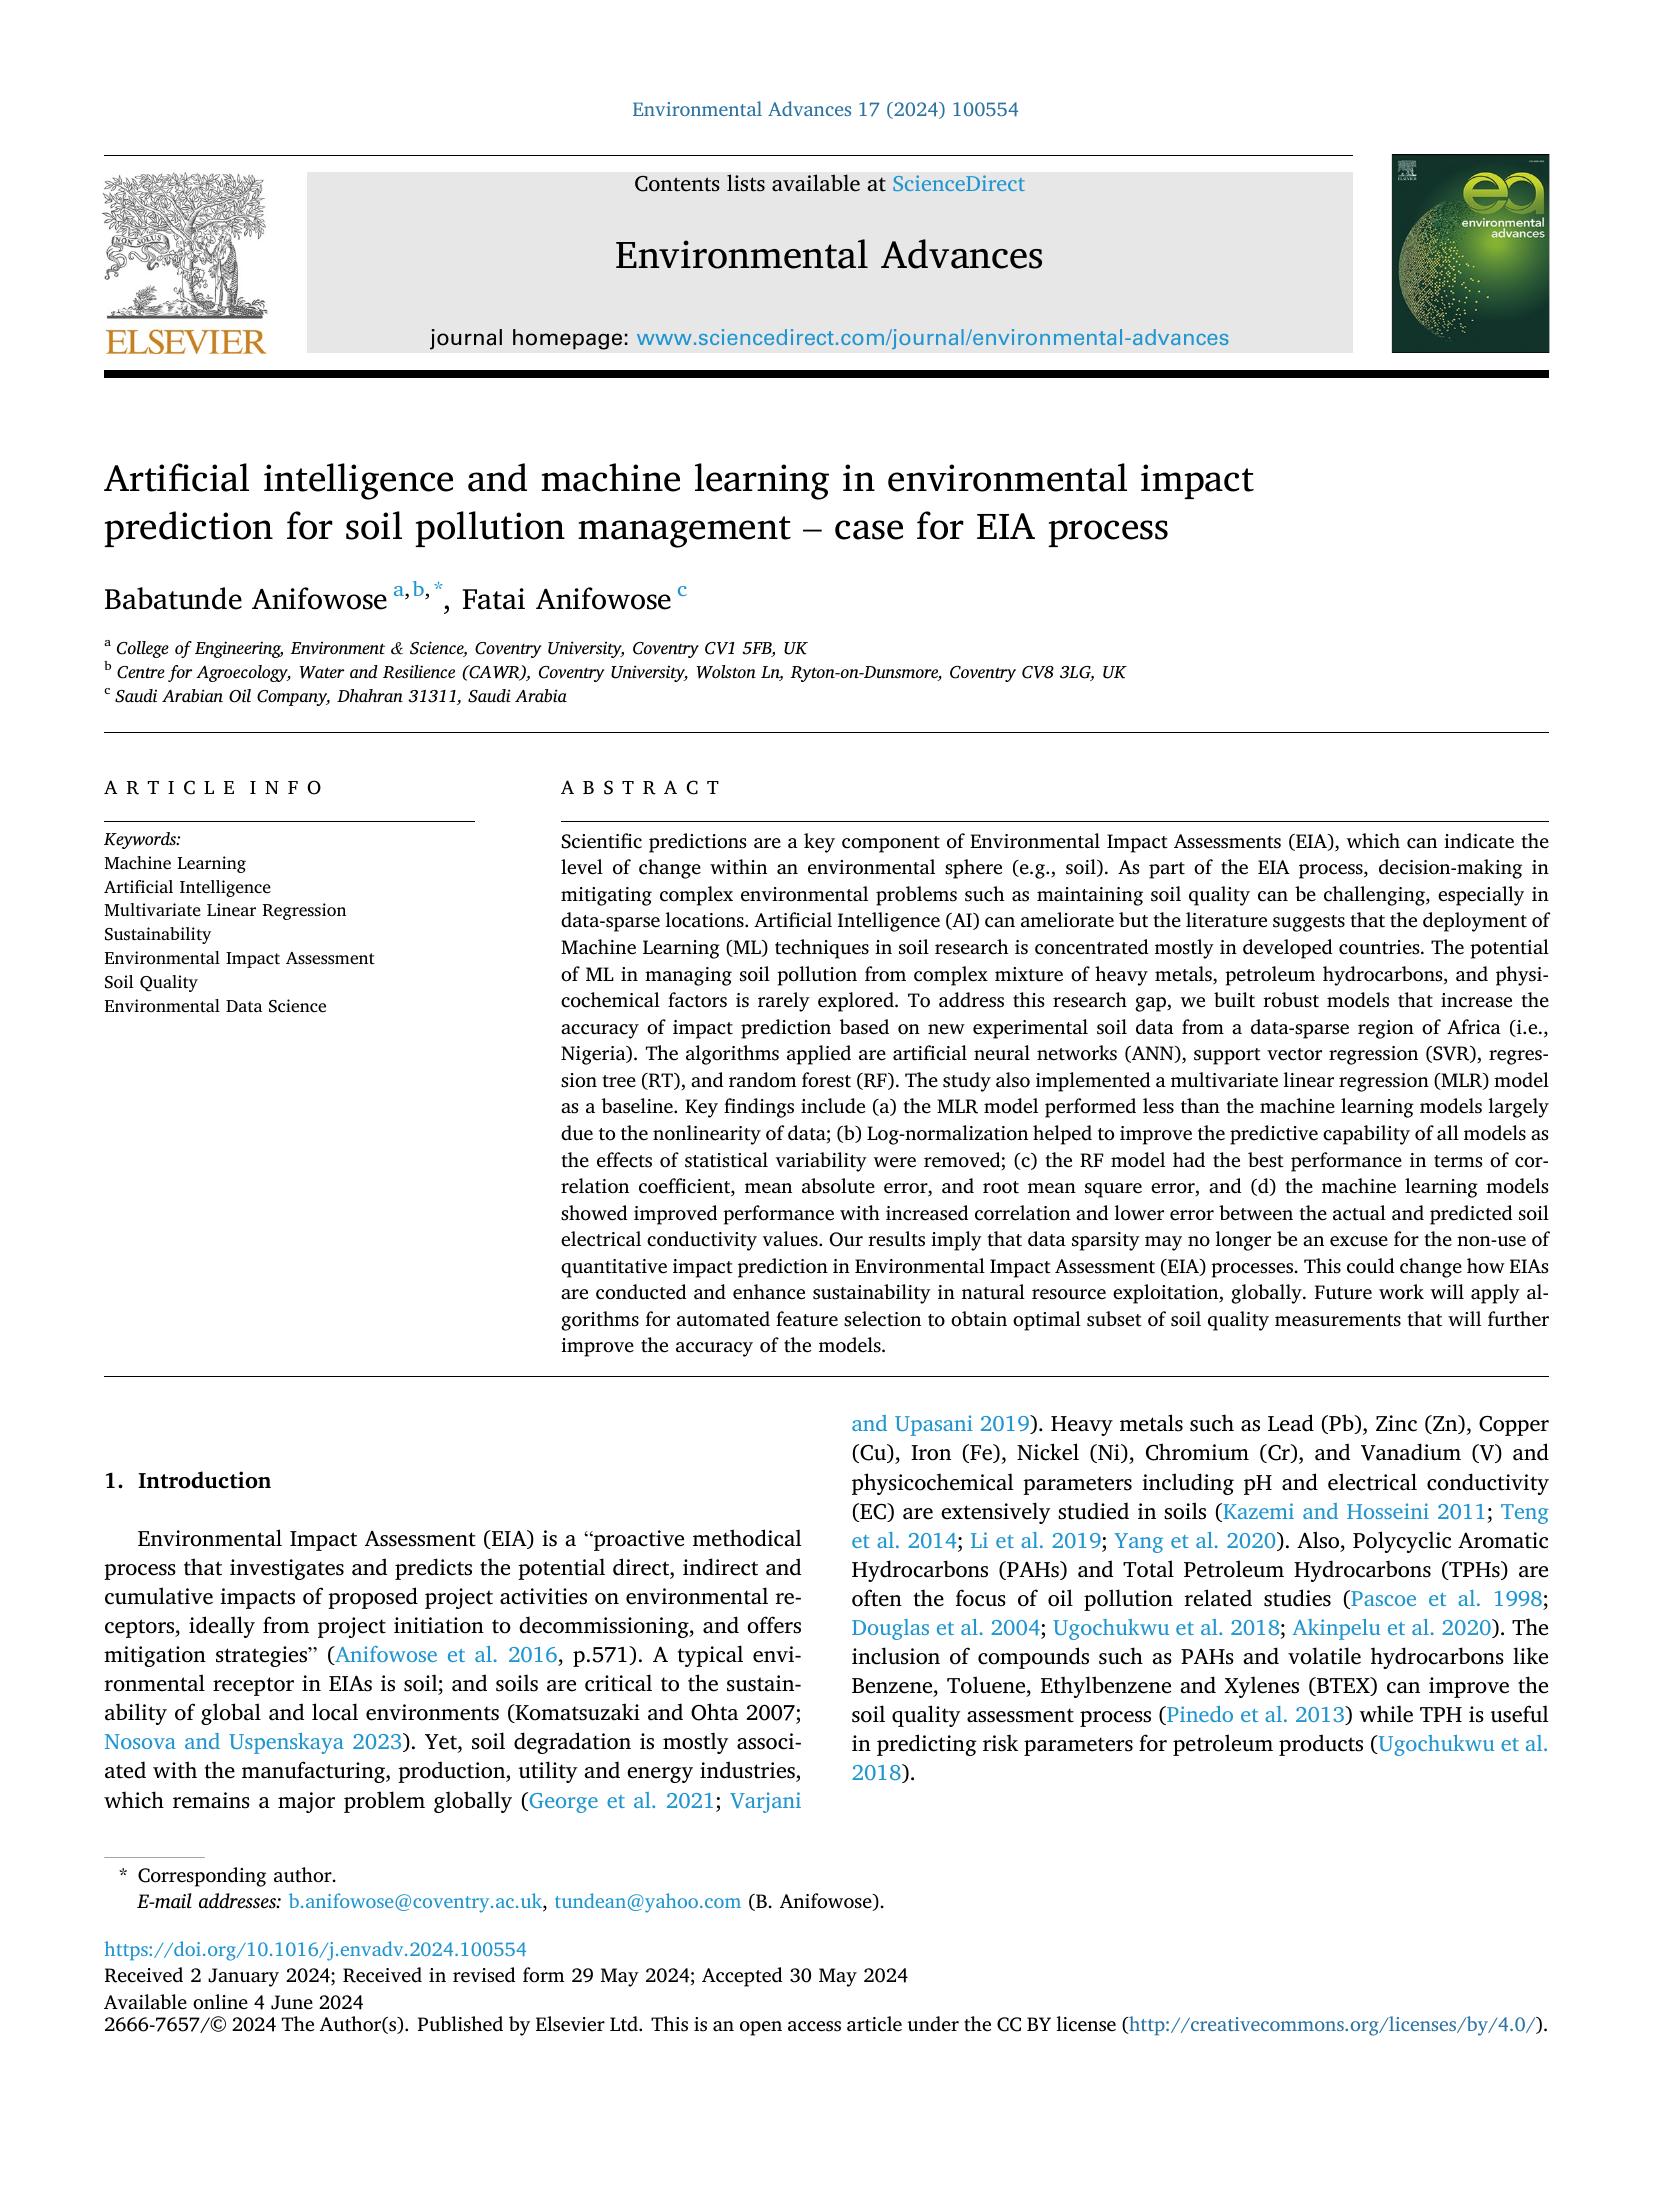 Environmental Advances 17 (2024) 100554
Contents lists available at ScienceDirect
Environmental Advances
journal homepage: www.sciencedirect.com/journal/environmental-advances
NON SOLUS
ELSEVIER
ELSEVIER
ea
environmental
advances
Artificial intelligence and machine learning in environmental impact
prediction for soil pollution management – case for EIA process
Babatunde Anifowose a,b,*, Fatai Anifowose c
a College of Engineering, Environment & Science, Coventry University, Coventry CV1 5FB, UK
b Centre for Agroecology, Water and Resilience (CAWR), Coventry University, Wolston Ln, Ryton-on-Dunsmore, Coventry CV8 3LG, UK
c Saudi Arabian Oil Company, Dhahran 31311, Saudi Arabia
ARTICLE INFO
Keywords:
Machine Learning
Artificial Intelligence
Multivariate Linear Regression
Sustainability
Environmental Impact Assessment
Soil Quality
Environmental Data Science
ABSTRACT
Scientific predictions are a key component of Environmental Impact Assessments (EIA), which can indicate the
level of change within an environmental sphere (e.g., soil). As part of the EIA process, decision-making in
mitigating complex environmental problems such as maintaining soil quality can be challenging, especially in
data-sparse locations. Artificial Intelligence (AI) can ameliorate but the literature suggests that the deployment of
Machine Learning (ML) techniques in soil research is concentrated mostly in developed countries. The potential
of ML in managing soil pollution from complex mixture of heavy metals, petroleum hydrocarbons, and physi-
cochemical factors is rarely explored. To address this research gap, we built robust models that increase the
accuracy of impact prediction based on new experimental soil data from a data-sparse region of Africa (i.e.,
Nigeria). The algorithms applied are artificial neural networks (ANN), support vector regression (SVR), regres-
sion tree (RT), and random forest (RF). The study also implemented a multivariate linear regression (MLR) model
as a baseline. Key findings include (a) the MLR model performed less than the machine learning models largely
due to the nonlinearity of data; (b) Log-normalization helped to improve the predictive capability of all models as
the effects of statistical variability were removed; (c) the RF model had the best performance in terms of cor-
relation coefficient, mean absolute error, and root mean square error, and (d) the machine learning models
showed improved performance with increased correlation and lower error between the actual and predicted soil
electrical conductivity values. Our results imply that data sparsity may no longer be an excuse for the non-use of
quantitative impact prediction in Environmental Impact Assessment (EIA) processes. This could change how EIAs
are conducted and enhance sustainability in natural resource exploitation, globally. Future work will apply al-
gorithms for automated feature selection to obtain optimal subset of soil quality measurements that will further
improve the accuracy of the models.
1. Introduction
Environmental Impact Assessment (EIA) is a “proactive methodical
process that investigates and predicts the potential direct, indirect and
cumulative impacts of proposed project activities on environmental re-
ceptors, ideally from project initiation to decommissioning, and offers
mitigation strategies” (Anifowose et al. 2016, p.571). A typical envi-
ronmental receptor in EIAs is soil; and soils are critical to the sustain-
ability of global and local environments (Komatsuzaki and Ohta 2007;
Nosova and Uspenskaya 2023). Yet, soil degradation is mostly associ-
ated with the manufacturing, production, utility and energy industries,
which remains a major problem globally (George et al. 2021; Varjani
and Upasani 2019). Heavy metals such as Lead (Pb), Zinc (Zn), Copper
(Cu), Iron (Fe), Nickel (Ni), Chromium (Cr), and Vanadium (V) and
physicochemical parameters including pH and electrical conductivity
(EC) are extensively studied in soils (Kazemi and Hosseini 2011; Teng
et al. 2014; Li et al. 2019; Yang et al. 2020). Also, Polycyclic Aromatic
Hydrocarbons (PAHs) and Total Petroleum Hydrocarbons (TPHs) are
often the focus of oil pollution related studies (Pascoe et al. 1998;
Douglas et al. 2004; Ugochukwu et al. 2018; Akinpelu et al. 2020). The
inclusion of compounds such as PAHs and volatile hydrocarbons like
Benzene, Toluene, Ethylbenzene and Xylenes (BTEX) can improve the
soil quality assessment process (Pinedo et al. 2013) while TPH is useful
in predicting risk parameters for petroleum products (Ugochukwu et al.
2018).
* Corresponding author.
E-mail addresses: b.anifowose@coventry.ac.uk, tundean@yahoo.com (B. Anifowose).
https://doi.org/10.1016/j.envadv.2024.100554
Received 2 January 2024; Received in revised form 29 May 2024; Accepted 30 May 2024
Available online 4 June 2024
2666-7657/© 2024 The Author(s). Published by Elsevier Ltd. This is an open access article under the CC BY license (http://creativecommons.org/licenses/by/4.0/).